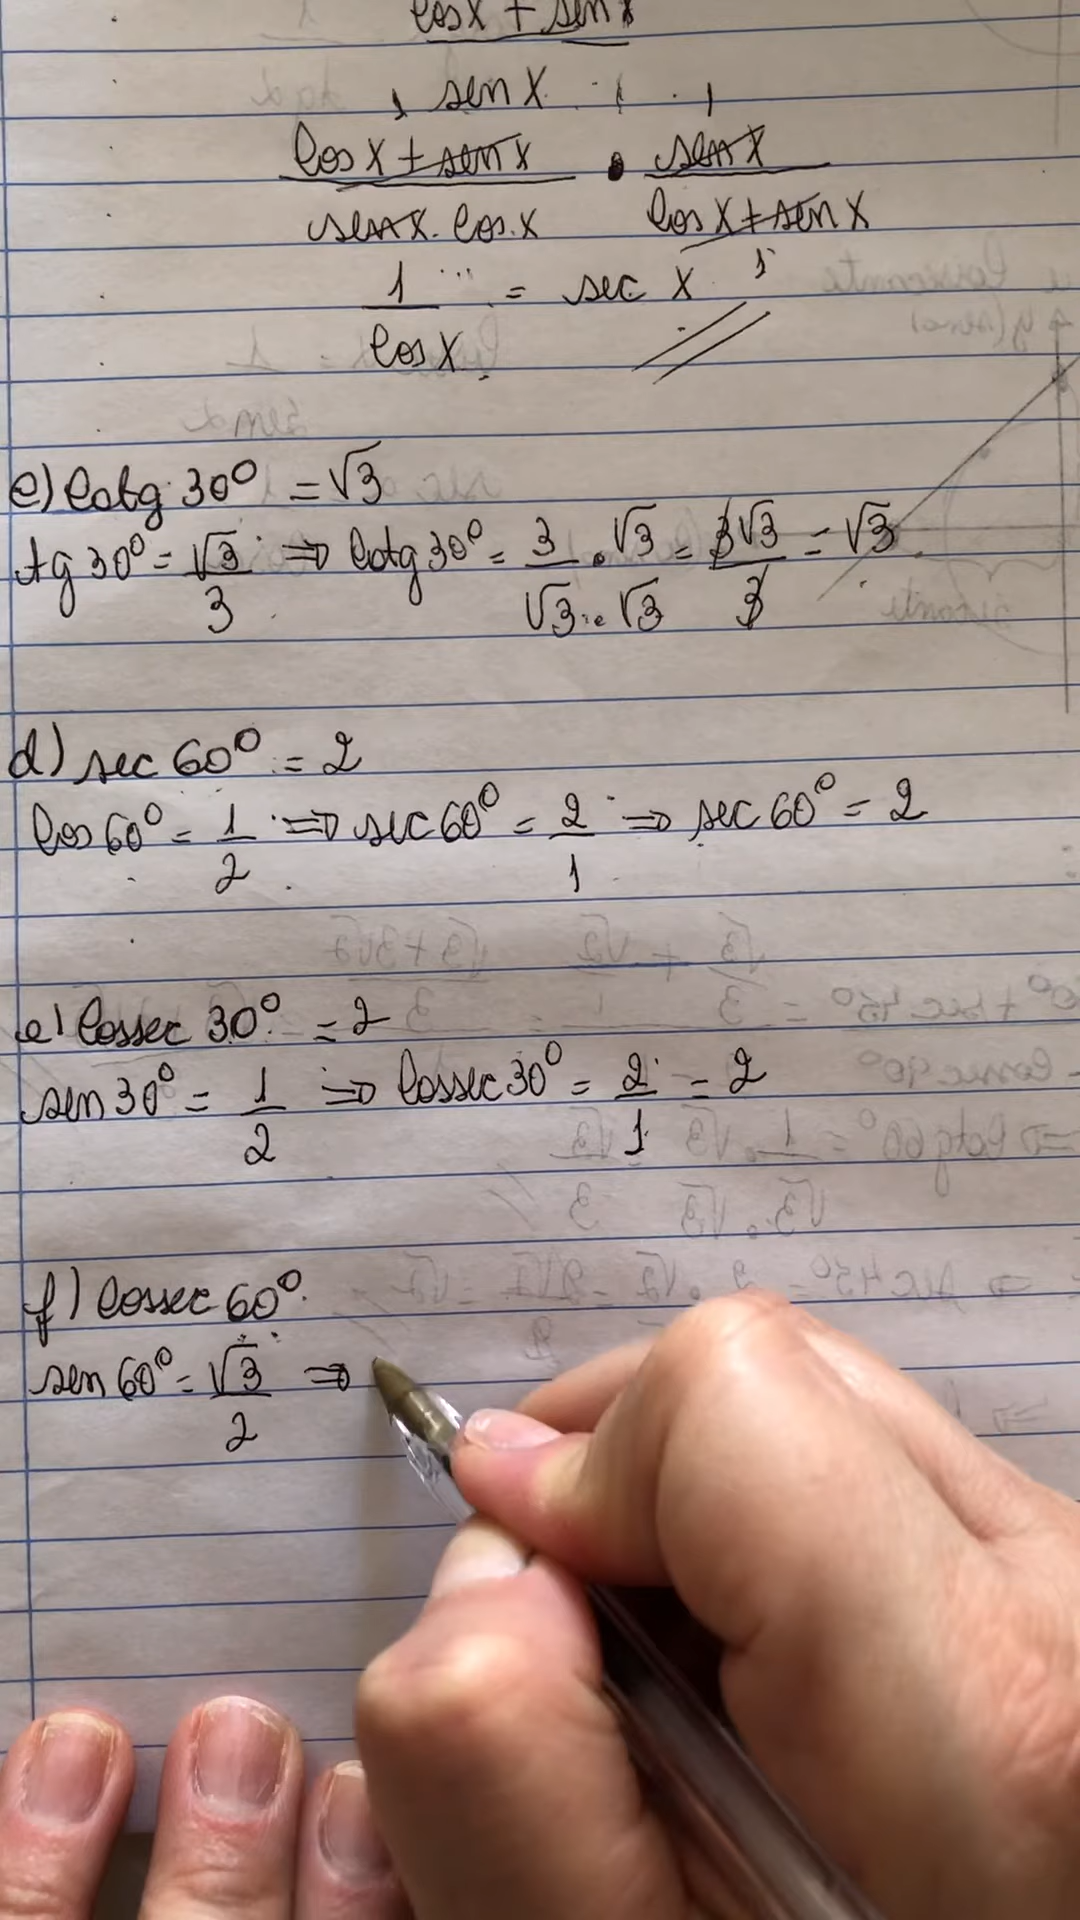 cos x + sen x
sen x
cos x + sen x . sen x
sen x . cos x cos x + sen x
1 = sec x
cos x
c) cotg 30° = √3
tg 30° = √3/3 ⇒ cotg 30° = 3/√3 . √3/√3 = 3√3/3 = √3
d) sec 60° = 2
cos 60° = 1/2 ⇒ sec 60° = 2/1 ⇒ sec 60° = 2
e) cossec 30° = 2
sen 30° = 1/2 ⇒ cossec 30° = 2/1 = 2
f) cossec 60°
sen 60° = √3/2 ⇒